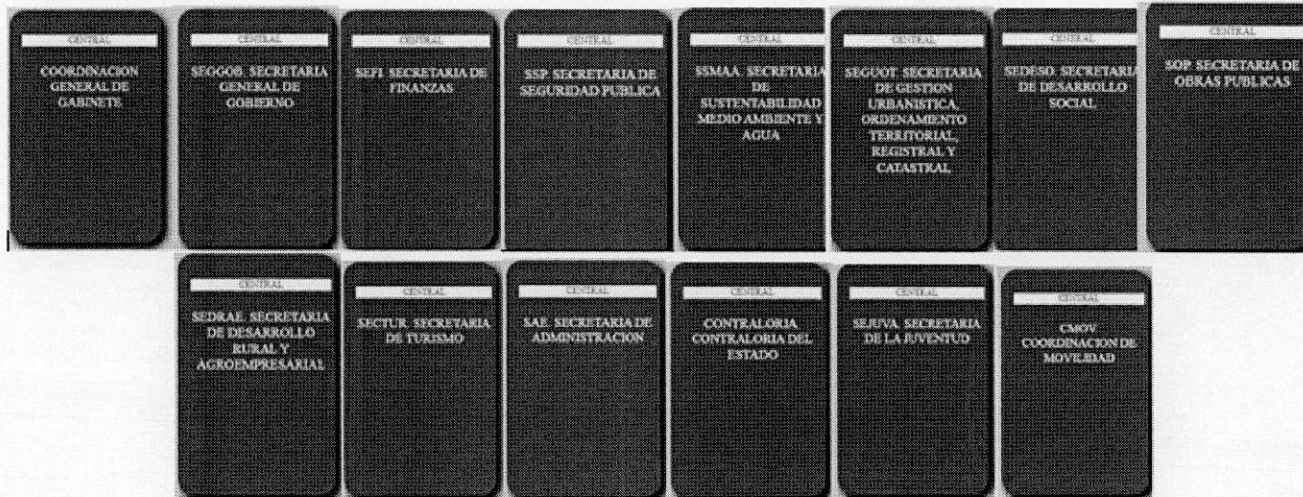 CENTRAL
COORDINACION
GENERAL DE
GABINETE
CENTRAL
SEGGOB. SECRETARIA
GENERAL DE
GOBIERNO
CENTRAL
SEFI. SECRETARIA DE
FINANZAS
CENTRAL
SSP. SECRETARIA DE
SEGURIDAD PUBLICA
CENTRAL
SSMAA. SECRETARIA
DE
SUSTENTABILIDAD
MEDIO AMBIENTE Y
AGUA
CENTRAL
SEGUOT. SECRETARIA
DE GESTION
URBANISTICA,
ORDENAMIENTO
TERRITORIAL,
REGISTRAL Y
CATASTRAL
CENTRAL
SEDESO. SECRETARIA
DE DESARROLLO
SOCIAL
CENTRAL
SOP. SECRETARIA DE
OBRAS PUBLICAS
CENTRAL
SEDRAE. SECRETARIA
DE DESARROLLO
RURAL Y
AGROEMPRESARIAL
CENTRAL
SECTUR. SECRETARIA
DE TURISMO
CENTRAL
SAE. SECRETARIA DE
ADMINISTRACION
CENTRAL
CONTRALORIA
CONTRALORIA DEL
ESTADO
CENTRAL
SEJUVA. SECRETARIA
DE LA JUVENTUD
CENTRAL
CMOV
COORDINACION DE
MOVILIDAD